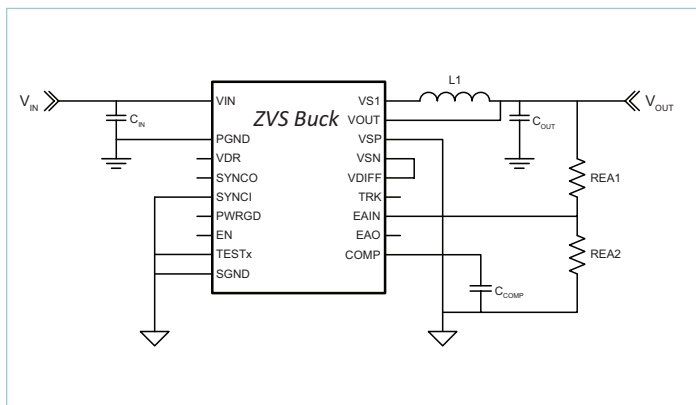 V_IN
C_IN
VIN
PGND
VDR
SYNCO
SYNCI
PWRGD
EN
TESTx
SGND
ZVS Buck
VS1
VOUT
VSP
VSN
VDIFF
TRK
EAIN
EAO
COMP
L1
C_OUT
V_OUT
REA1
REA2
C_COMP